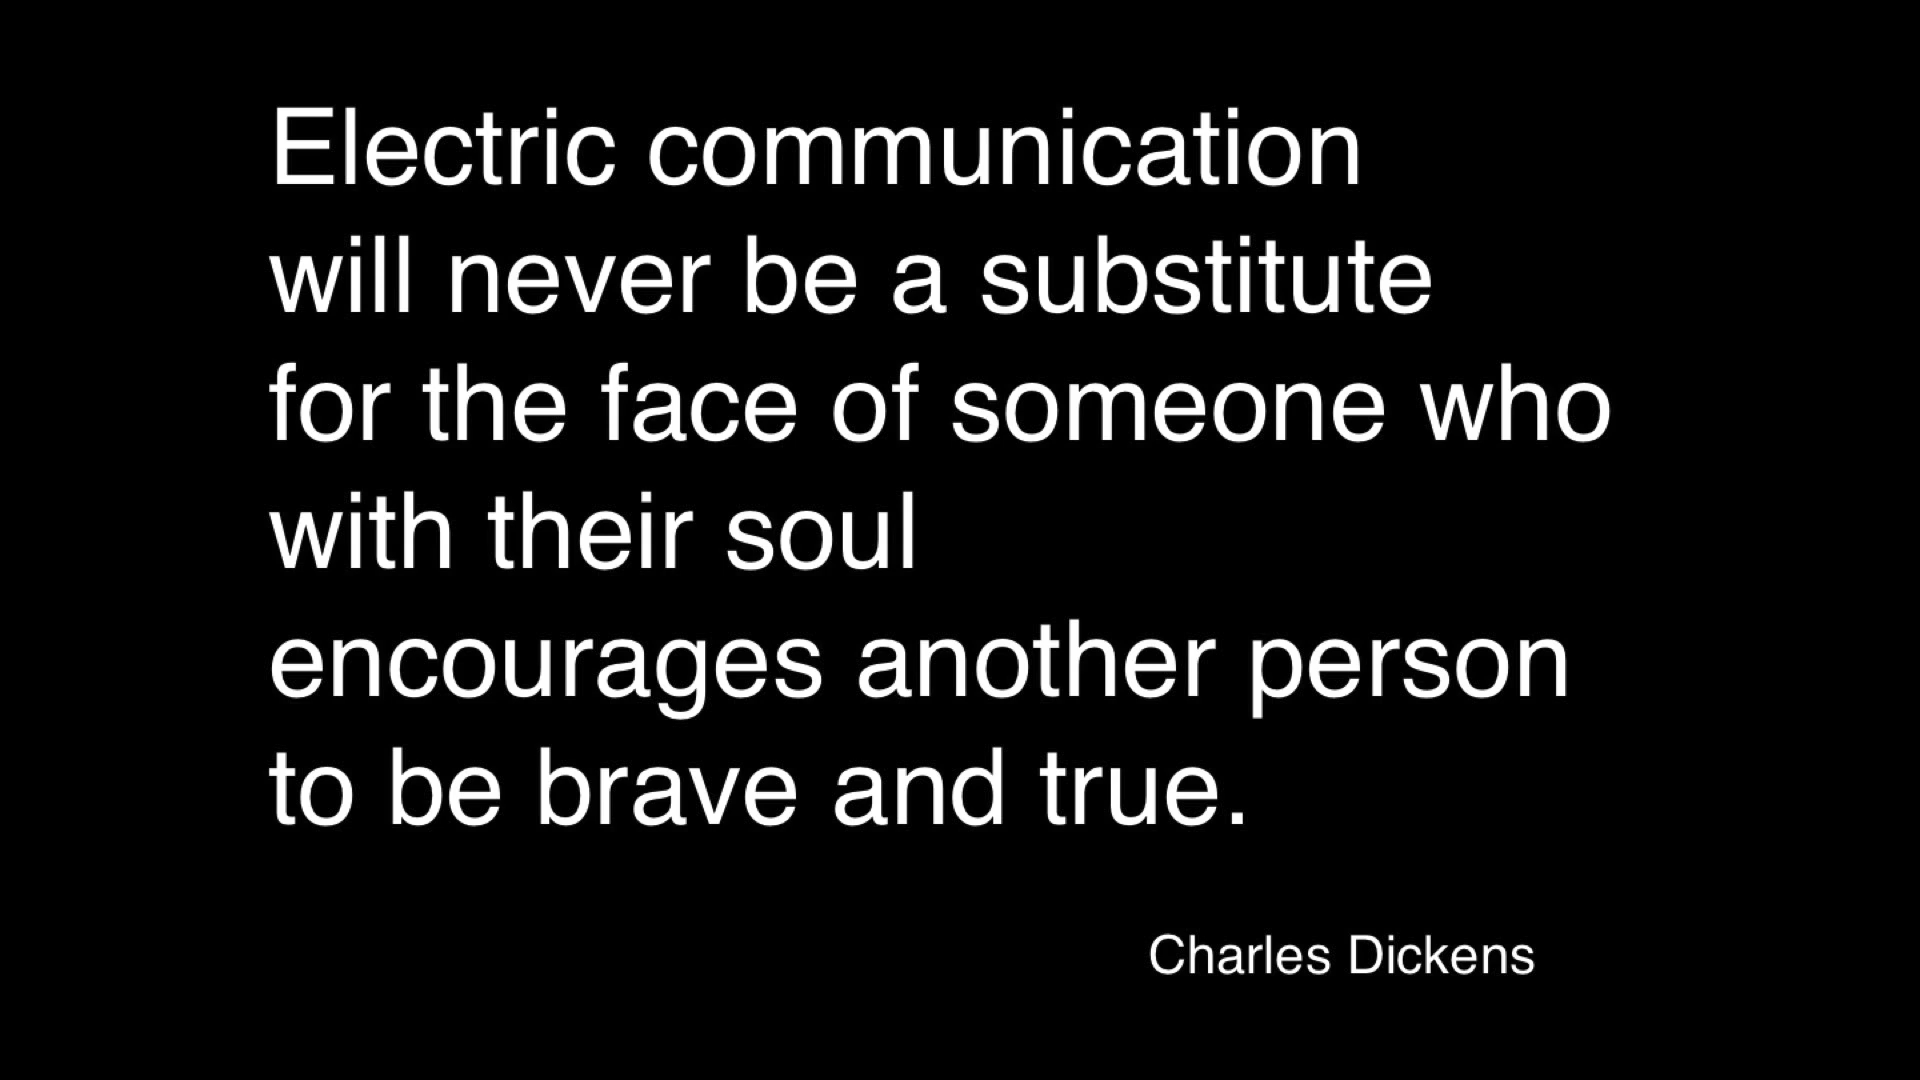 Electric communication
will never be a substitute
for the face of someone who
with their soul
encourages another person
to be brave and true.
Charles Dickens